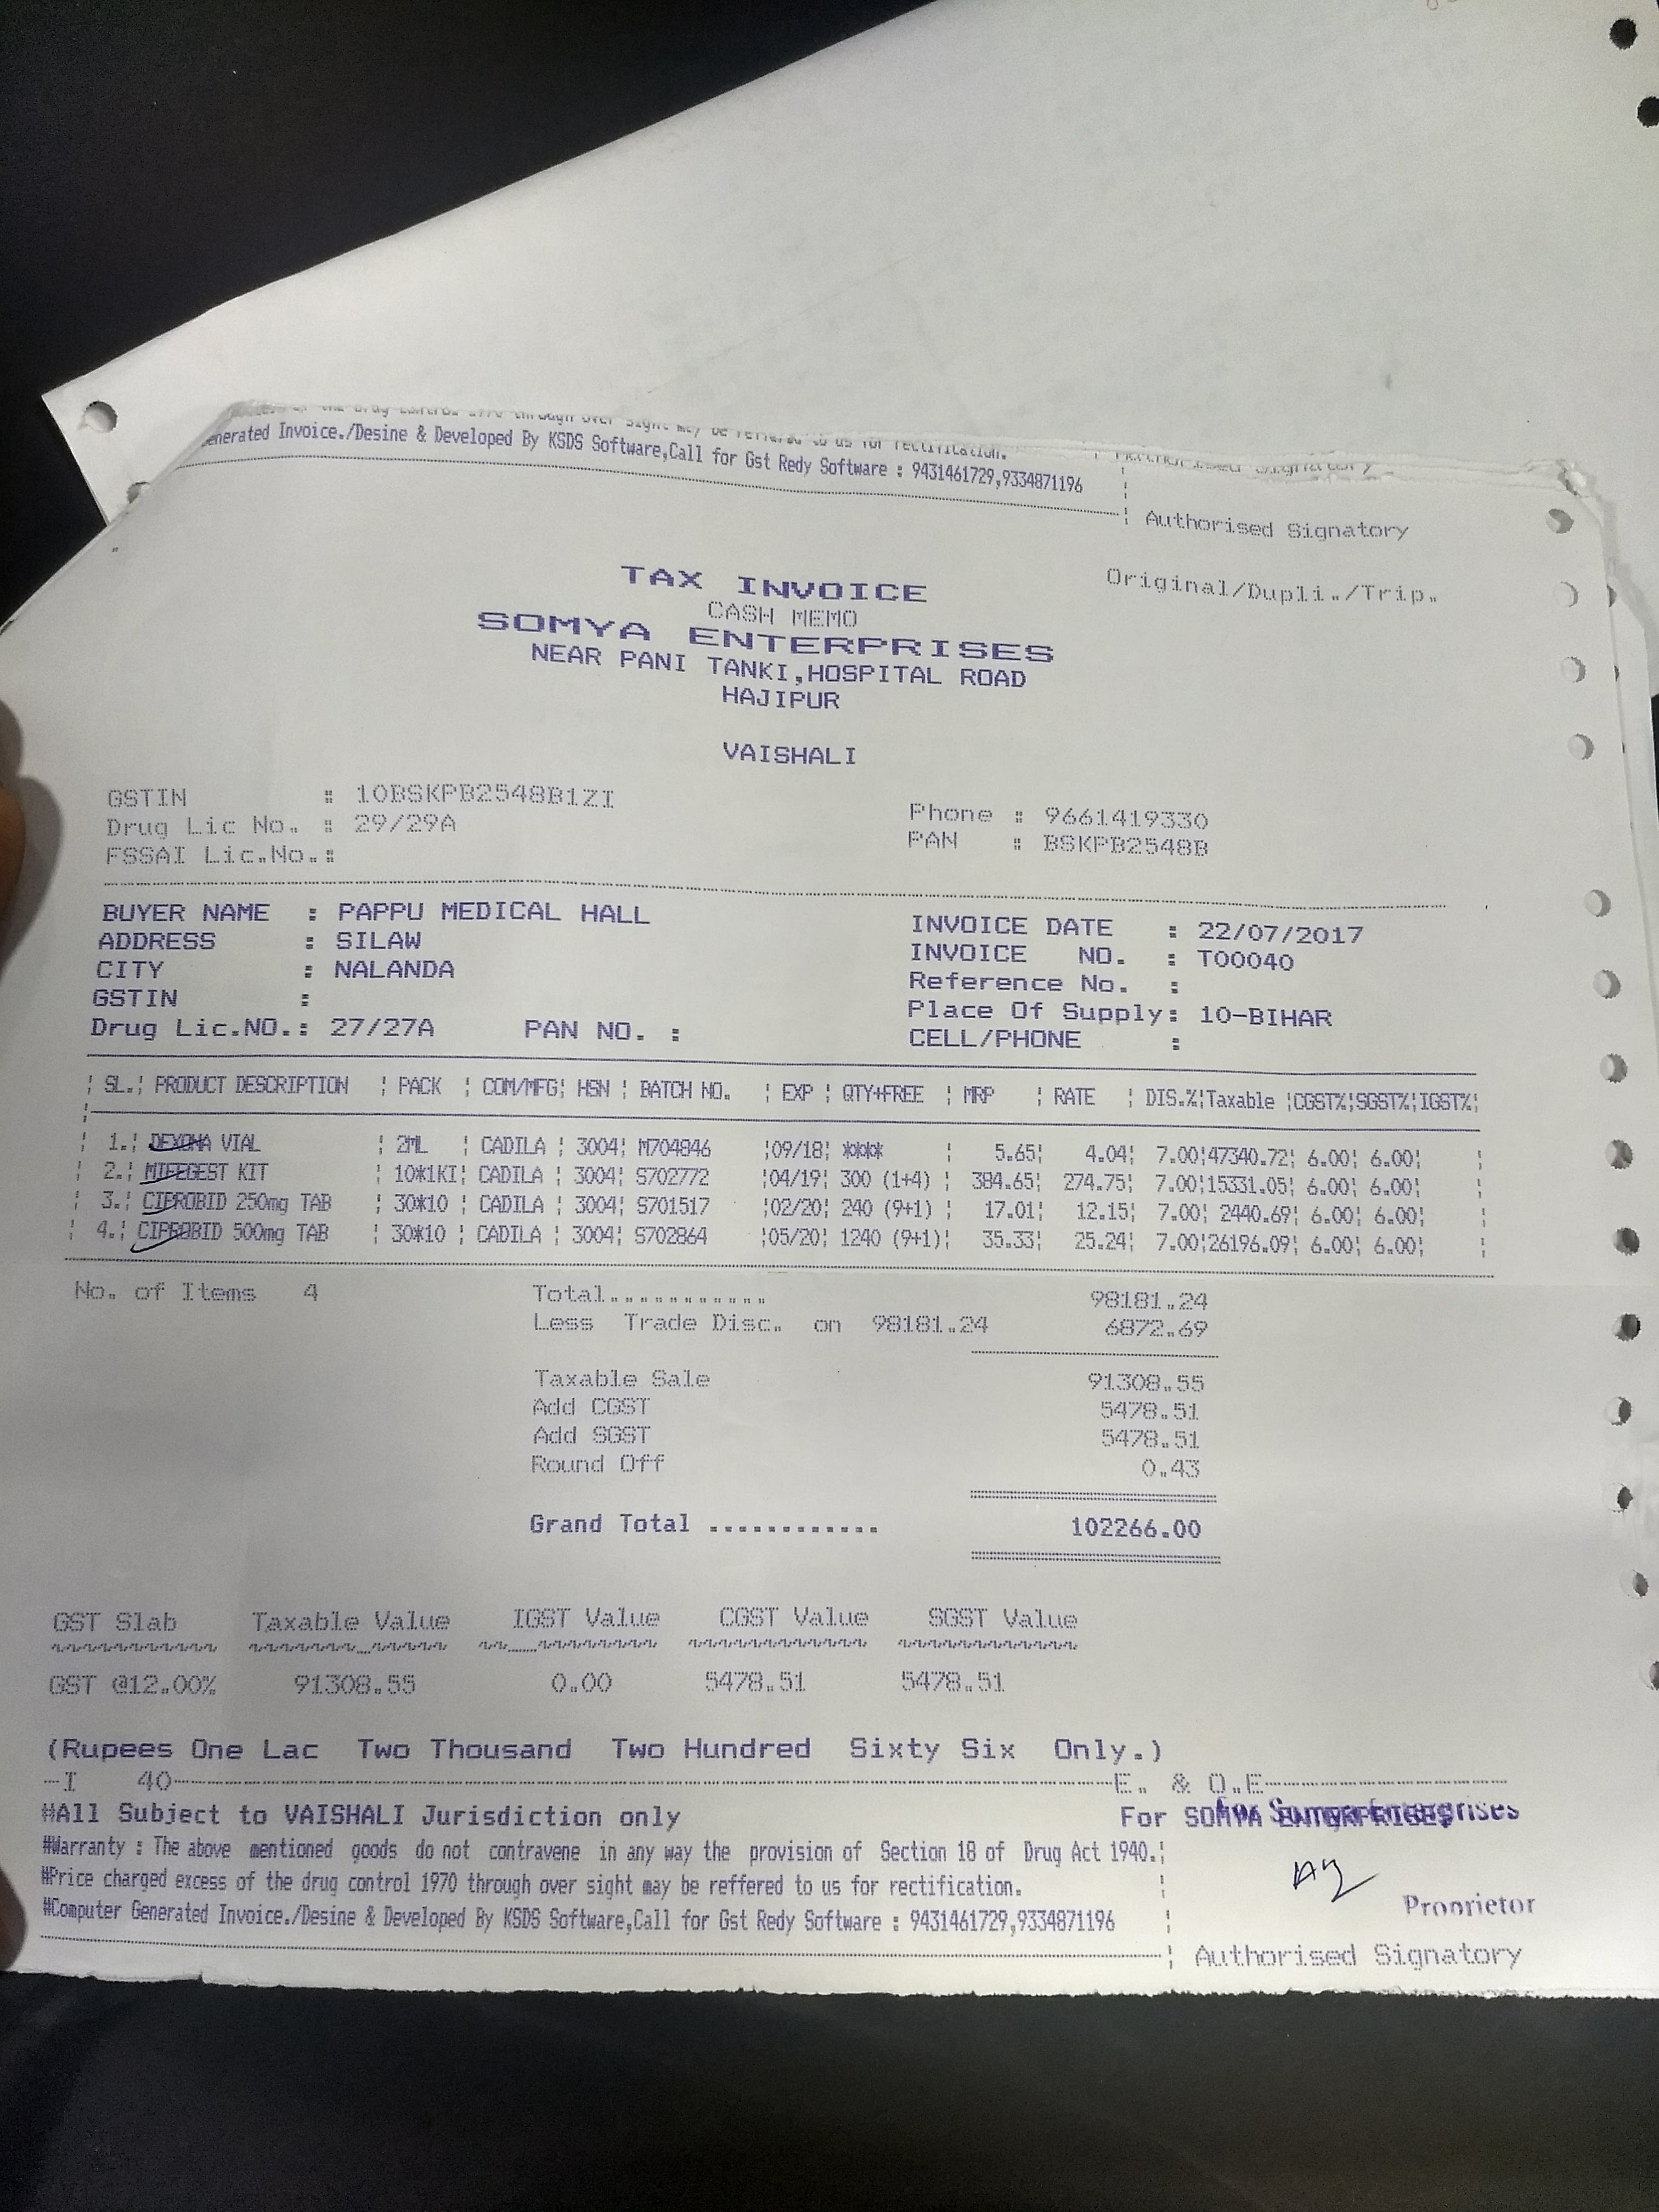 enerated Invoice./Desine & Developed By KSDS Software,Call for Gst Redy Software : 9431461729,9334871196
Authorised Signatory
Original/Dupli./Trip.
TAX INVOICE
CASH MEMO
SOMYA ENTERPRISES
NEAR PANI TANKI,HOSPITAL ROAD
HAJIPUR
VAISHALI
GSTIN : 10BSKPB2548B1ZI
Drug Lic No. : 29/29A
FSSAI Lic.No.:
Phone : 9661419330
PAN : BSKPB2548B
BUYER NAME : PAPPU MEDICAL HALL
ADDRESS : SILAW
CITY : NALANDA
GSTIN :
Drug Lic.NO.: 27/27A PAN NO. :
INVOICE DATE : 22/07/2017
INVOICE NO. : T00040
Reference No. :
Place Of Supply: 10-BIHAR
CELL/PHONE :
¦ SL.¦ PRODUCT DESCRIPTION ¦ PACK ¦ COM/MFG¦ HSN ¦ BATCH NO. ¦ EXP ¦ QTY+FREE ¦ MRP ¦ RATE ¦ DIS.%¦Taxable ¦CGST%¦SGST%¦IGST%¦
¦ 1.¦ DEXONA VIAL ¦ 2ML ¦ CADILA ¦ 3004¦ M704846 ¦09/18¦ **** ¦ 5.65¦ 4.04¦ 7.00¦47340.72¦ 6.00¦ 6.00¦ ¦
¦ 2.¦ MIFEGEST KIT ¦ 10*1KI¦ CADILA ¦ 3004¦ S702772 ¦04/19¦ 300 (1+4) ¦ 384.65¦ 274.75¦ 7.00¦15331.05¦ 6.00¦ 6.00¦ ¦
¦ 3.¦ CIPROBID 250mg TAB ¦ 30*10 ¦ CADILA ¦ 3004¦ S701517 ¦02/20¦ 240 (9+1) ¦ 17.01¦ 12.15¦ 7.00¦ 2440.69¦ 6.00¦ 6.00¦ ¦
¦ 4.¦ CIPROBID 500mg TAB ¦ 30*10 ¦ CADILA ¦ 3004¦ S702864 ¦05/20¦ 1240 (9+1)¦ 35.33¦ 25.24¦ 7.00¦26196.09¦ 6.00¦ 6.00¦ ¦
No. of Items 4
Total........... 98181.24
Less Trade Disc. on 98181.24 6872.69
Taxable Sale 91308.55
Add CGST 5478.51
Add SGST 5478.51
Round Off 0.43
Grand Total ............ 102266.00
GST Slab Taxable Value IGST Value CGST Value SGST Value
GST @12.00% 91308.55 0.00 5478.51 5478.51
(Rupees One Lac Two Thousand Two Hundred Sixty Six Only.)
-I 40 E. & O.E
#All Subject to VAISHALI Jurisdiction only
For SOMYA ENTERPRISES
For Somya Enterprises
#Warranty : The above mentioned goods do not contravene in any way the provision of Section 18 of Drug Act 1940.¦
#Price charged excess of the drug control 1970 through over sight may be reffered to us for rectification.
Proprietor
#Computer Generated Invoice./Desine & Developed By KSDS Software,Call for Gst Redy Software : 9431461729,9334871196
Authorised Signatory